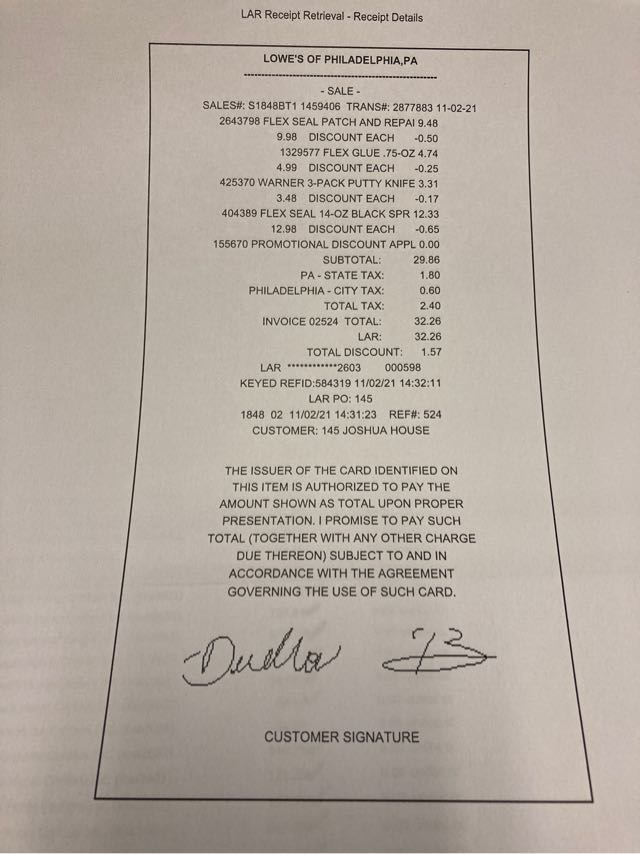 LAR Receipt Retrieval - Receipt Details
LOWE'S OF PHILADELPHIA,PA
- SALE -
SALES#: S1848BT1 1459406 TRANS#: 2877883 11-02-21
2643798 FLEX SEAL PATCH AND REPAI 9.48
9.98 DISCOUNT EACH -0.50
1329577 FLEX GLUE .75-OZ 4.74
4.99 DISCOUNT EACH -0.25
425370 WARNER 3-PACK PUTTY KNIFE 3.31
3.48 DISCOUNT EACH -0.17
404389 FLEX SEAL 14-OZ BLACK SPR 12.33
12.98 DISCOUNT EACH -0.65
155670 PROMOTIONAL DISCOUNT APPL 0.00
SUBTOTAL: 29.86
PA - STATE TAX: 1.80
PHILADELPHIA - CITY TAX: 0.60
TOTAL TAX: 2.40
INVOICE 02524 TOTAL: 32.26
LAR: 32.26
TOTAL DISCOUNT: 1.57
LAR ************2603 000598
KEYED REFID:584319 11/02/21 14:32:11
LAR PO: 145
1848 02 11/02/21 14:31:23 REF#: 524
CUSTOMER: 145 JOSHUA HOUSE
THE ISSUER OF THE CARD IDENTIFIED ON
THIS ITEM IS AUTHORIZED TO PAY THE
AMOUNT SHOWN AS TOTAL UPON PROPER
PRESENTATION. I PROMISE TO PAY SUCH
TOTAL (TOGETHER WITH ANY OTHER CHARGE
DUE THEREON) SUBJECT TO AND IN
ACCORDANCE WITH THE AGREEMENT
GOVERNING THE USE OF SUCH CARD.
CUSTOMER SIGNATURE